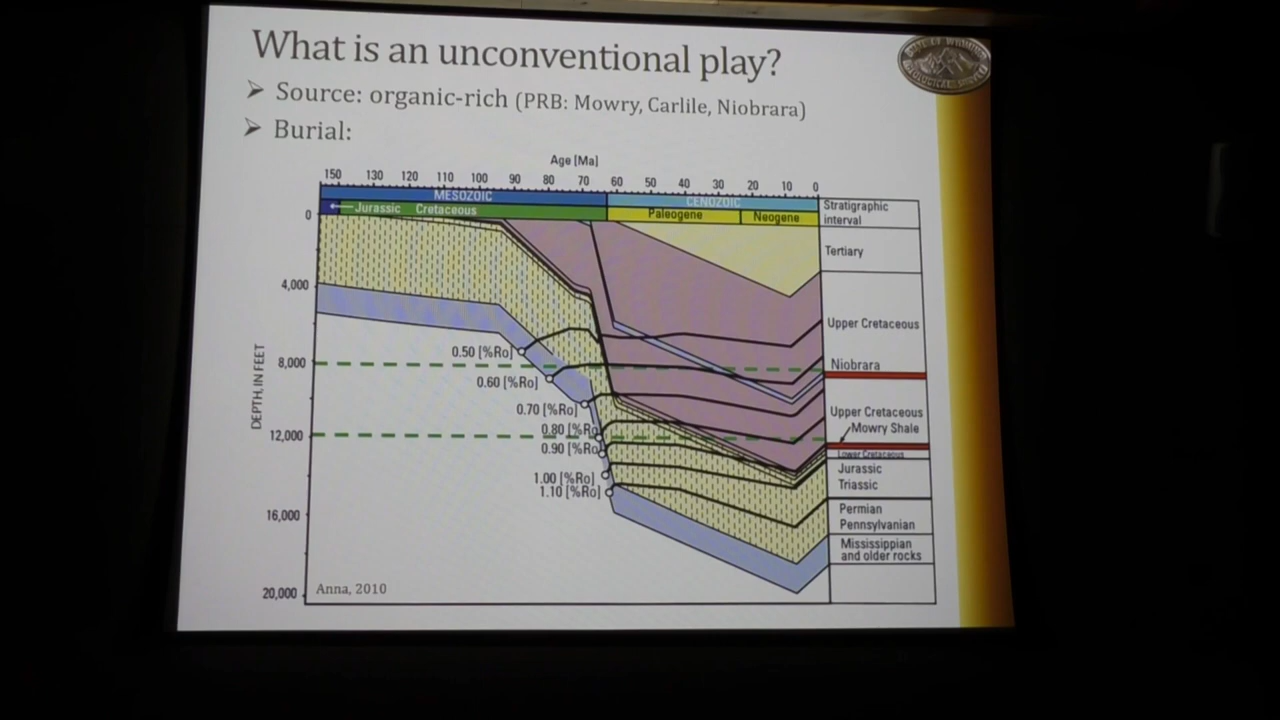 What is an unconventional play?
Source: organic-rich (PRB: Mowry, Carlile, Niobrara)
Burial:
Age [Ma]
150 130 120 110 100 90 80 70 60 50 40 30 20 10 0
MESOZOIC CENOZOIC
Jurassic Cretaceous Paleogene Neogene
Stratigraphic
interval
0
Tertiary
4,000
Upper Cretaceous
8,000
Niobrara
0.50 [%Ro]
0.60 [%Ro]
0.70 [%Ro]
0.80 [%Ro
0.90 [%Ro
1.00 [%Ro]
1.10 [%Ro]
DEPTH, IN FEET
12,000
Upper Cretaceous
Mowry Shale
Lower Cretaceous
Jurassic
Triassic
16,000
Permian
Pennsylvanian
Mississippian
and older rocks
20,000
Anna, 2010